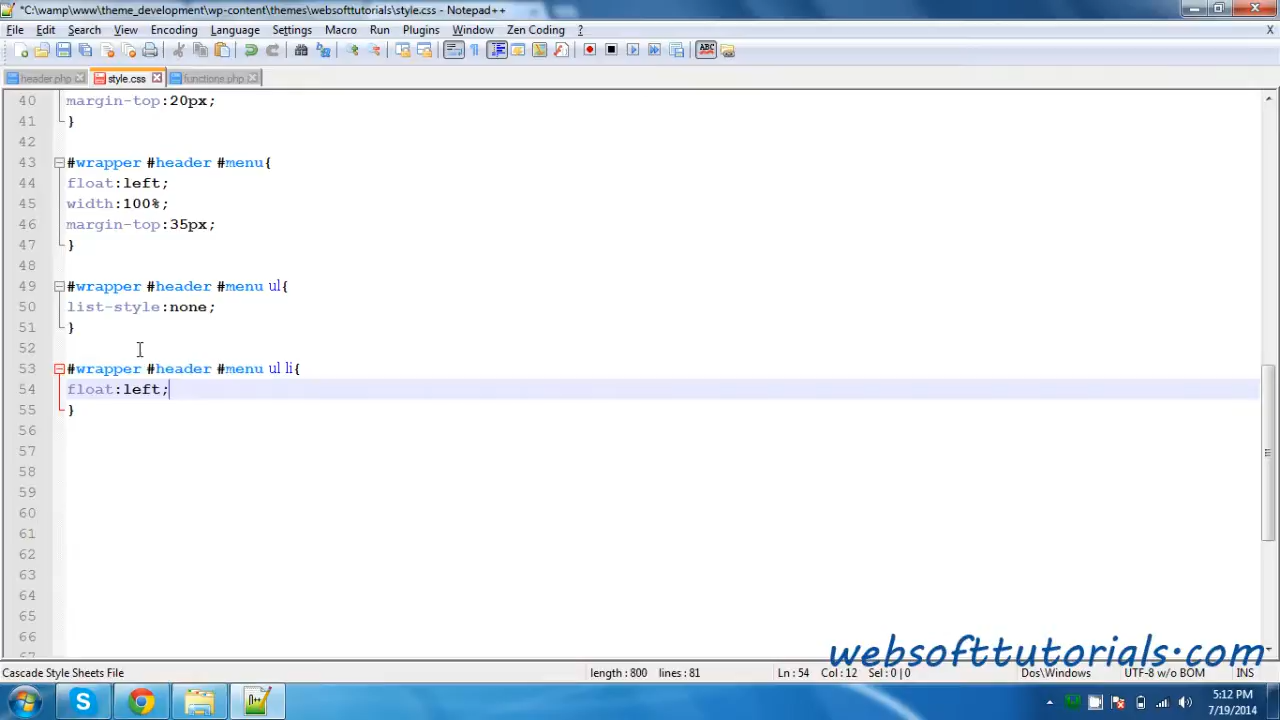 *C:\wamp\www\theme_development\wp-content\themes\websofttutorials\style.css - Notepad++
File Edit Search View Encoding Language Settings Macro Run Plugins Window Zen Coding ? X
header.php style.css functions.php
40 margin-top:20px;
41 }
42
43 #wrapper #header #menu{
44 float:left;
45 width:100%;
46 margin-top:35px;
47 }
48
49 #wrapper #header #menu ul{
50 list-style:none;
51 }
52
53 #wrapper #header #menu ul li{
54 float:left;
55 }
56
57
58
59
60
61
62
63
64
65
66
67
websofttutorials.com
Cascade Style Sheets File length : 800 lines : 81 Ln : 54 Col : 12 Sel : 0 | 0 Dos\Windows UTF-8 w/o BOM INS
5:12 PM
7/19/2014